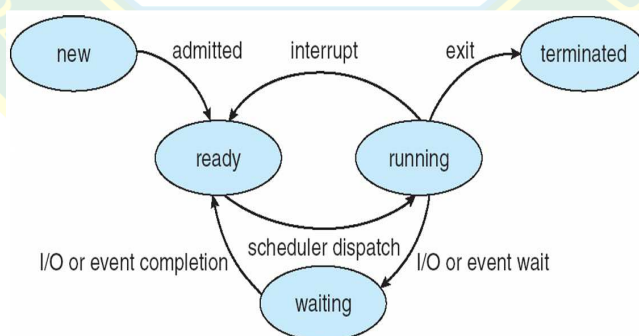 new
admitted
interrupt
exit
terminated
ready
running
scheduler dispatch
I/O or event completion
I/O or event wait
waiting